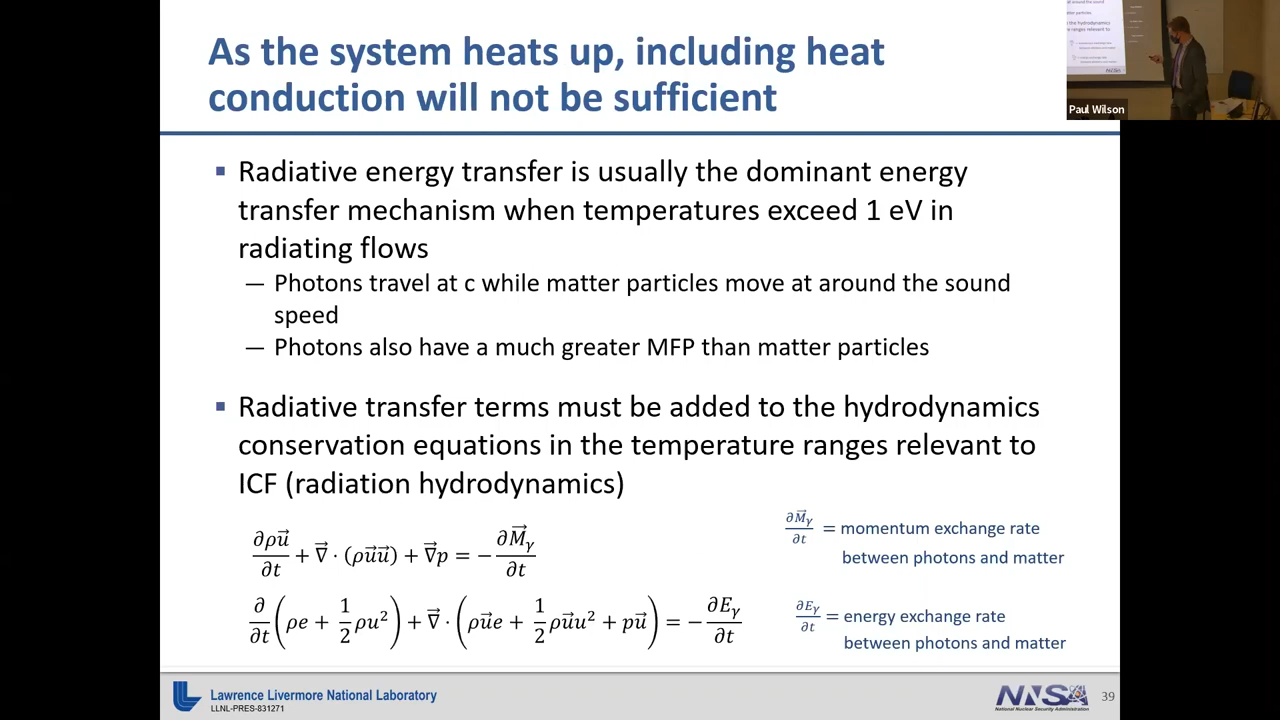 As the system heats up, including heat
conduction will not be sufficient
Paul Wilson
▪ Radiative energy transfer is usually the dominant energy
transfer mechanism when temperatures exceed 1 eV in
radiating flows
— Photons travel at c while matter particles move at around the sound
speed
— Photons also have a much greater MFP than matter particles
▪ Radiative transfer terms must be added to the hydrodynamics
conservation equations in the temperature ranges relevant to
ICF (radiation hydrodynamics)
∂ρu⃗/∂t + ∇⃗ · (ρu⃗u⃗) + ∇⃗p = −∂M⃗γ/∂t
∂M⃗γ/∂t = momentum exchange rate
between photons and matter
∂/∂t (ρe + 1/2 ρu²) + ∇⃗ · (ρu⃗e + 1/2 ρu⃗u² + pu⃗) = −∂Eγ/∂t
∂Eγ/∂t = energy exchange rate
between photons and matter
Lawrence Livermore National Laboratory
LLNL-PRES-831271
NNSA
National Nuclear Security Administration
39